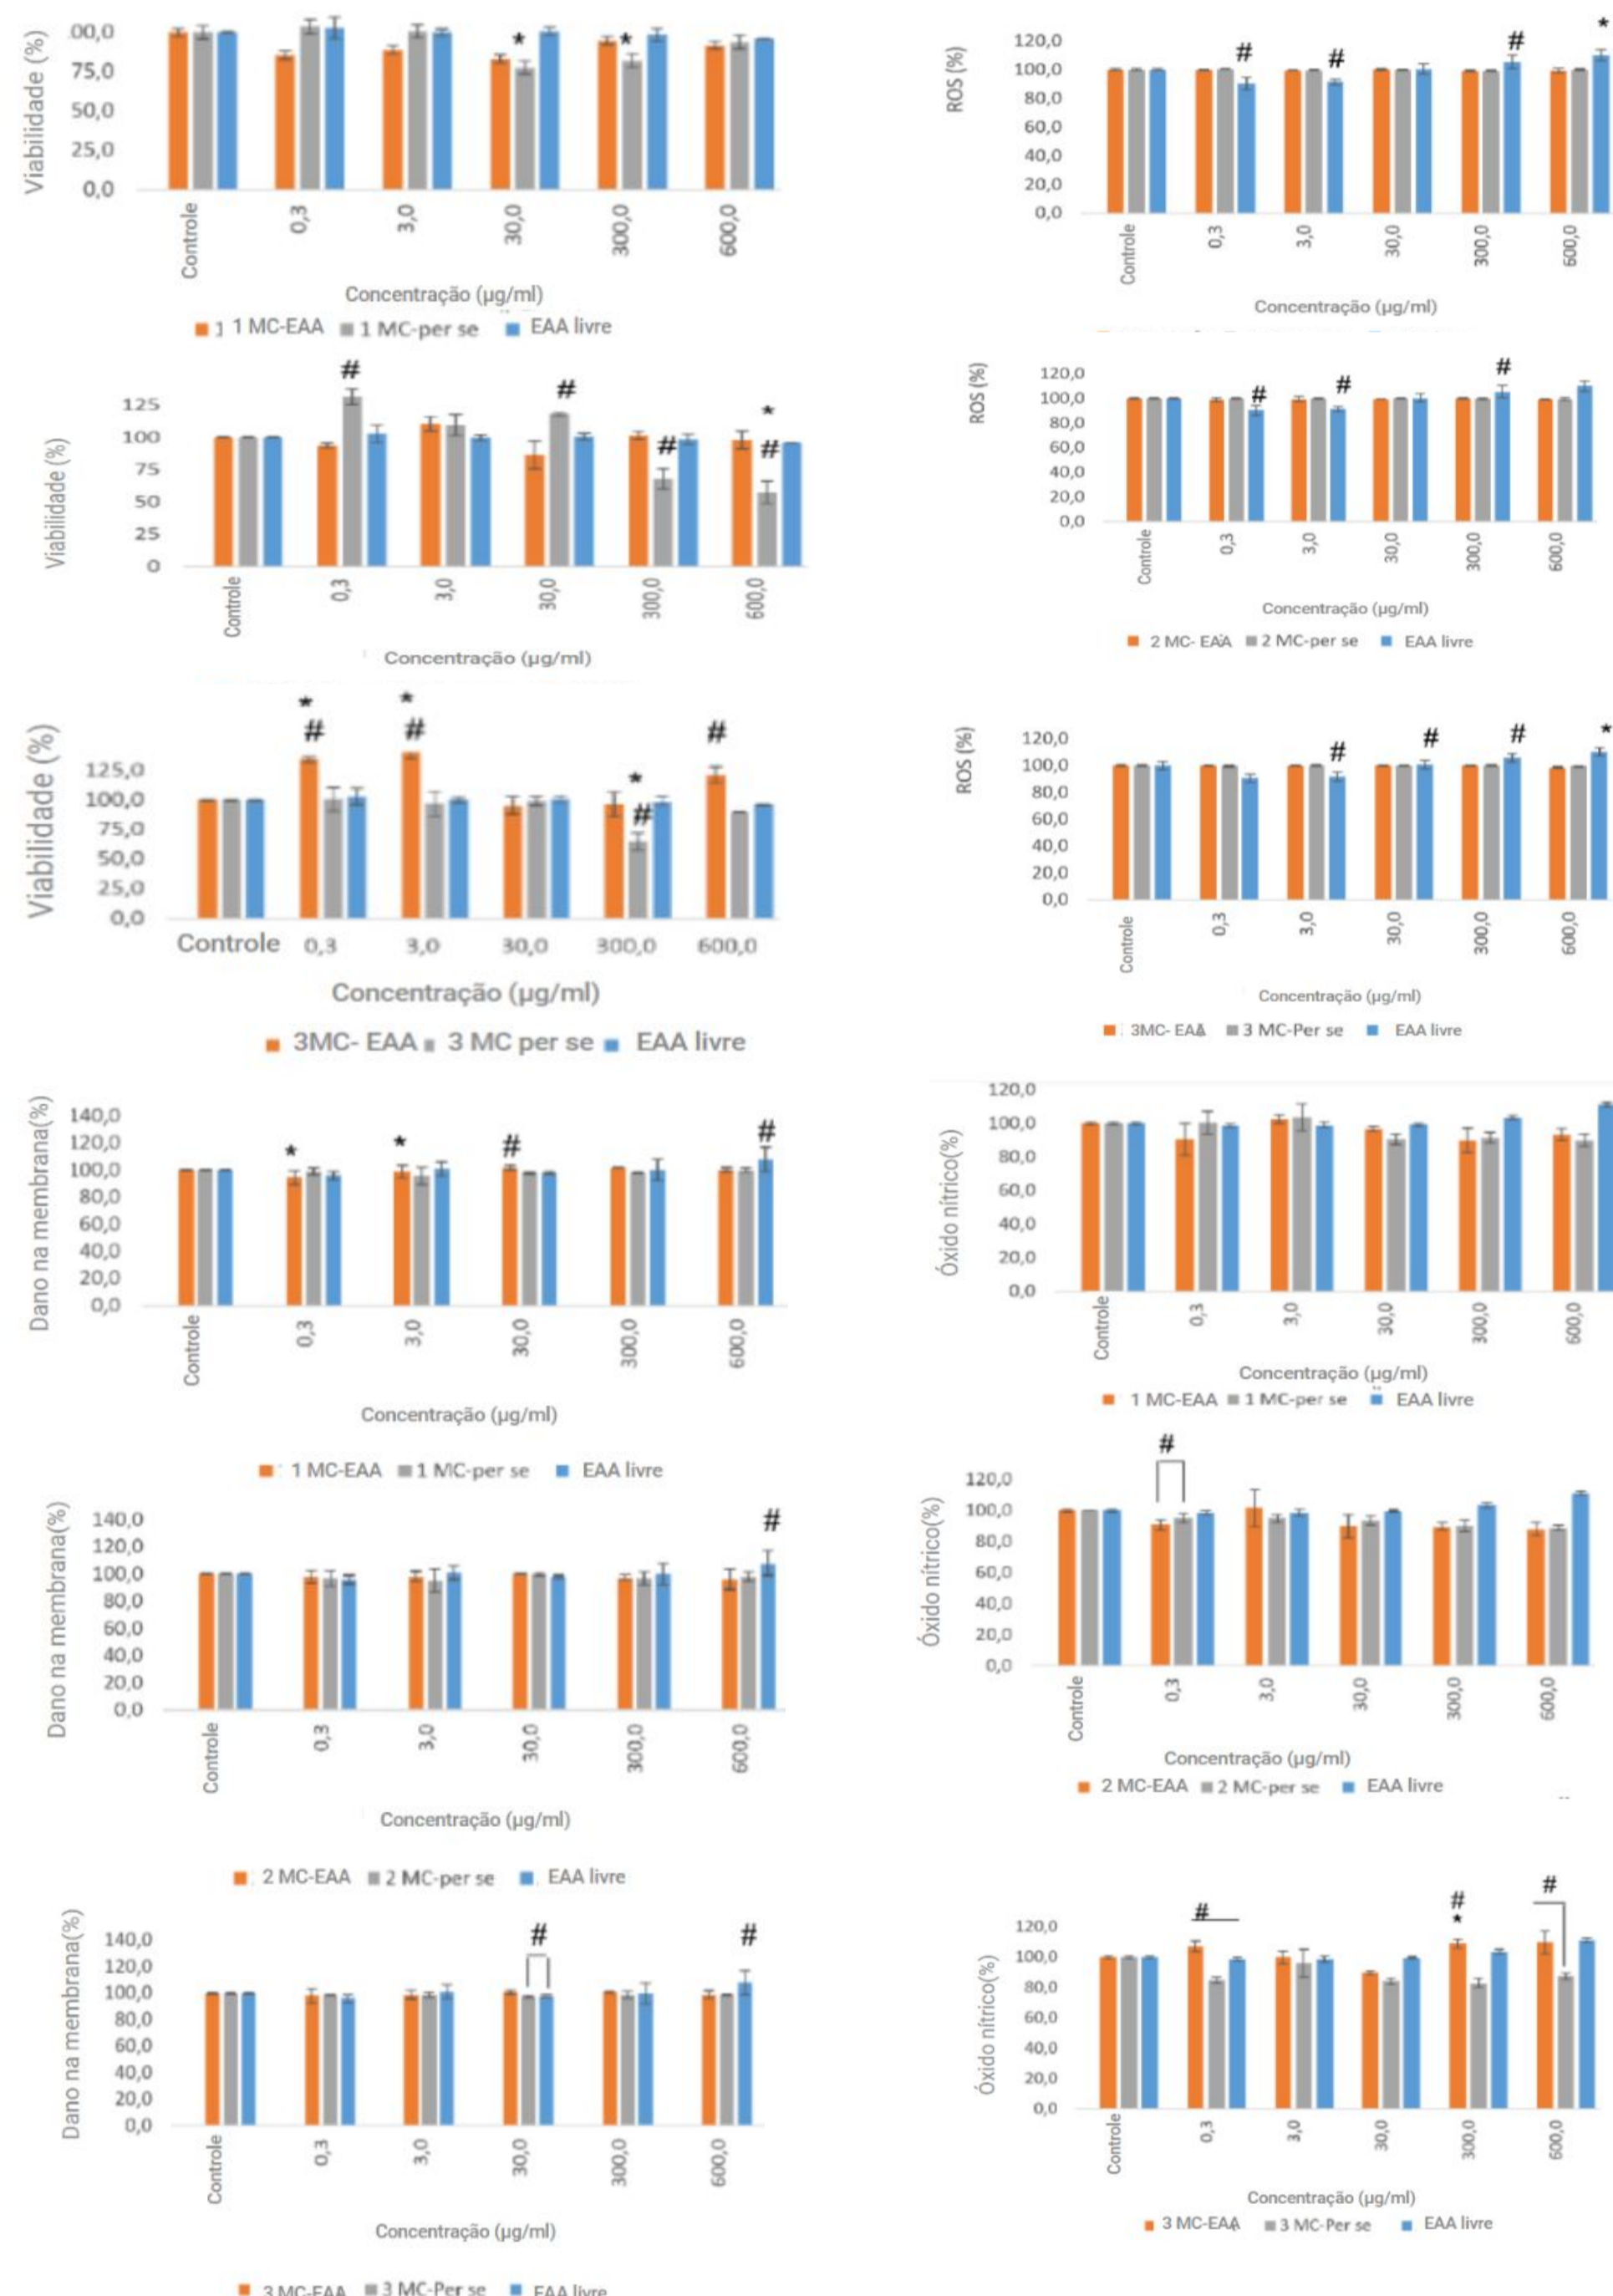 Viabilidade (%)
00,0
75,0
50,0
25,0
0,0
* *
Controle 0,3 3,0 30,0 300,0 600,0
Concentração (µg/ml)
1 1 MC-EAA 1 MC-per se EAA livre
ROS (%)
120,0
100,0
80,0
60,0
40,0
20,0
0,0
# # # *
Controle 0,3 3,0 30,0 300,0 600,0
Concentração (µg/ml)
Viabilidade (%)
125
100
75
50
25
0
# # # * #
Controle 0,3 3,0 30,0 300,0 600,0
Concentração (µg/ml)
ROS (%)
120,0
100,0
80,0
60,0
40,0
20,0
0,0
# # #
Controle 0,3 3,0 30,0 300,0 600,0
Concentração (µg/ml)
2 MC- EAA 2 MC-per se EAA livre
Viabilidade (%)
125,0
100,0
75,0
50,0
25,0
0,0
* # * # * # #
Controle 0,3 3,0 30,0 300,0 600,0
Concentração (µg/ml)
3MC- EAA 3 MC per se EAA livre
ROS (%)
120,0
100,0
80,0
60,0
40,0
20,0
0,0
# # # *
Controle 0,3 3,0 30,0 300,0 600,0
Concentração (µg/ml)
3MC- EAA 3 MC-Per se EAA livre
Dano na membrana(%)
140,0
120,0
100,0
80,0
60,0
40,0
20,0
0,0
* * # #
Controle 0,3 3,0 30,0 300,0 600,0
Concentração (µg/ml)
1 MC-EAA 1 MC-per se EAA livre
Óxido nítrico(%)
120,0
100,0
80,0
60,0
40,0
20,0
0,0
Controle 0,3 3,0 30,0 300,0 600,0
Concentração (µg/ml)
1 MC-EAA 1 MC-per se EAA livre
Dano na membrana(%)
140,0
120,0
100,0
80,0
60,0
40,0
20,0
0,0
#
Controle 0,3 3,0 30,0 300,0 600,0
Concentração (µg/ml)
2 MC-EAA 2 MC-per se EAA livre
Óxido nítrico(%)
120,0
100,0
80,0
60,0
40,0
20,0
0,0
#
Controle 0,3 3,0 30,0 300,0 600,0
Concentração (µg/ml)
2 MC-EAA 2 MC-per se EAA livre
Dano na membrana(%)
140,0
120,0
100,0
80,0
60,0
40,0
20,0
0,0
# #
Controle 0,3 3,0 30,0 300,0 600,0
Concentração (µg/ml)
3 MC-EAA 3 MC-Per se EAA livre
Óxido nítrico(%)
120,0
100,0
80,0
60,0
40,0
20,0
0,0
# # * #
Controle 0,3 3,0 30,0 300,0 600,0
Concentração (µg/ml)
3 MC-EAA 3 MC-Per se EAA livre